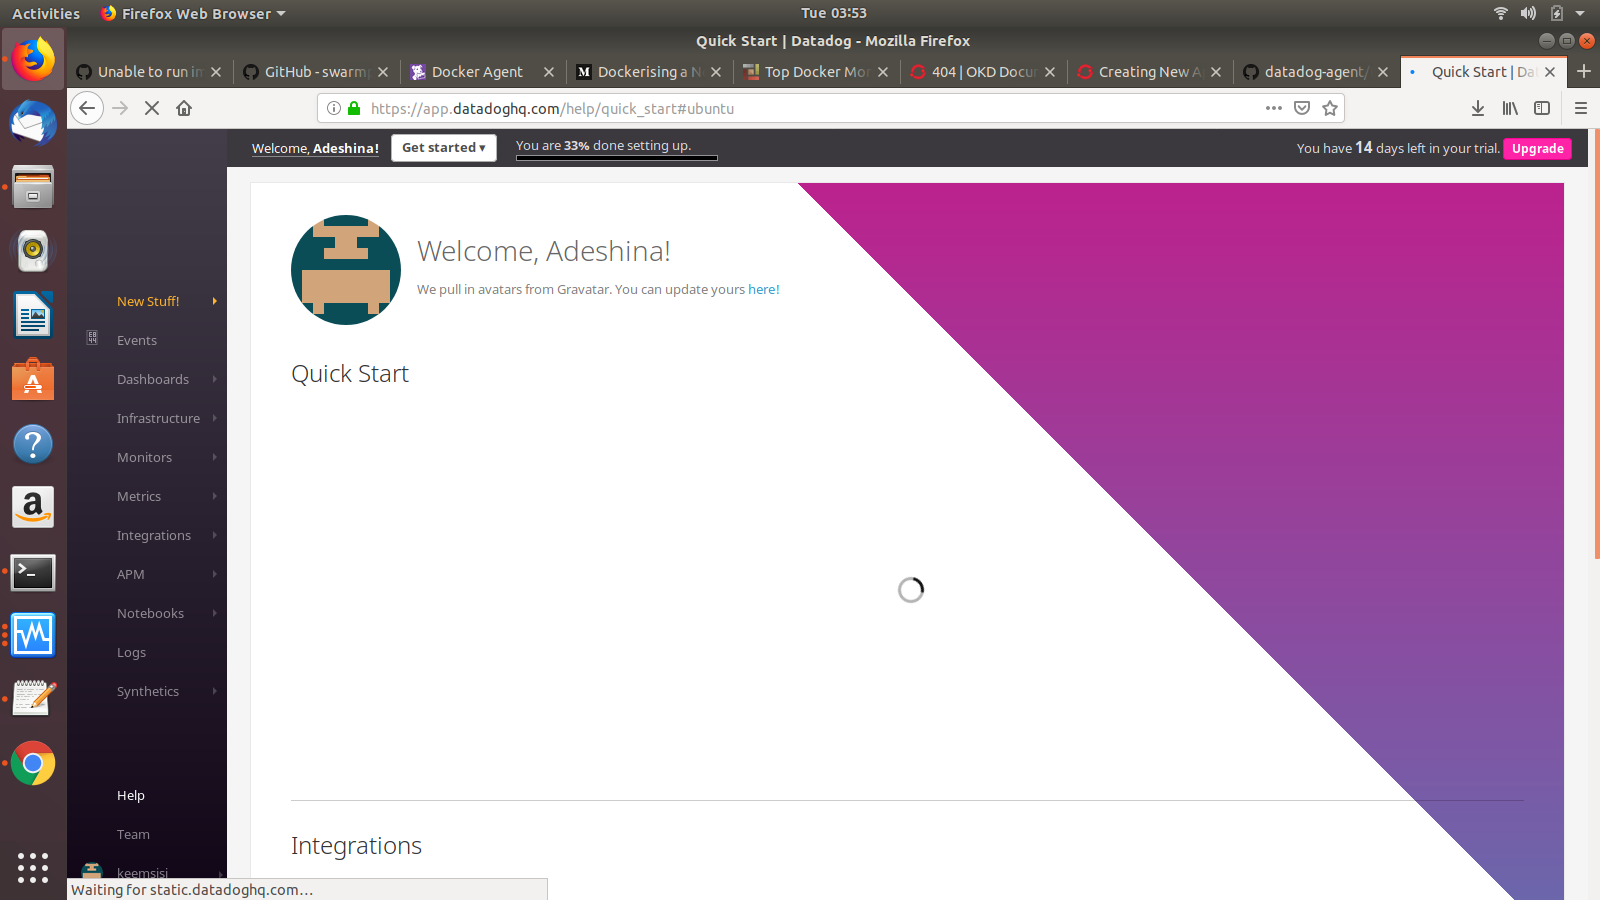 Activities
Firefox Web Browser
Tue 03:53
Quick Start | Datadog - Mozilla Firefox
Unable to run in
GitHub - swarmp
Docker Agent
Dockerising a N
Top Docker Mon
404 | OKD Docu
Creating New A
datadog-agent/
Quick Start | Dat
https://app.datadoghq.com/help/quick_start#ubuntu
Welcome, Adeshina!
Get started ▾
You are 33% done setting up.
You have 14 days left in your trial.
Upgrade
Welcome, Adeshina!
We pull in avatars from Gravatar. You can update yours here!
Quick Start
New Stuff!
Events
Dashboards
Infrastructure
Monitors
Metrics
Integrations
APM
Notebooks
Logs
Synthetics
Help
Team
keemsisi
Integrations
Waiting for static.datadoghq.com…